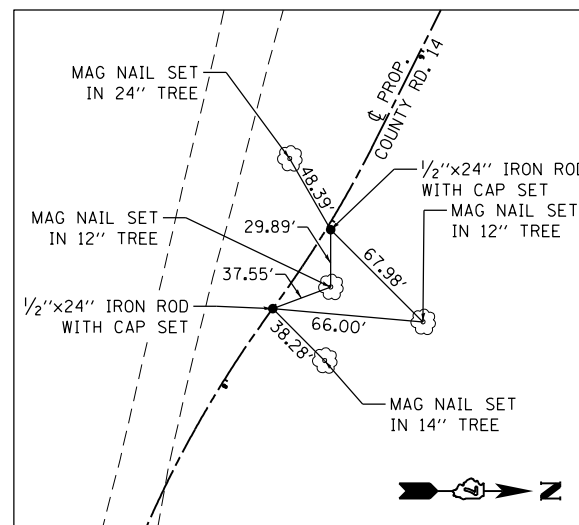 MAG NAIL SET
IN 24" TREE
℄ PROP.
COUNTY RD. 14
48.39'
½"x24" IRON ROD
WITH CAP SET
MAG NAIL SET
IN 12" TREE
MAG NAIL SET
IN 12" TREE
29.89'
67.98'
37.55'
½"x24" IRON ROD
WITH CAP SET
66.00'
38.28'
MAG NAIL SET
IN 14" TREE
N